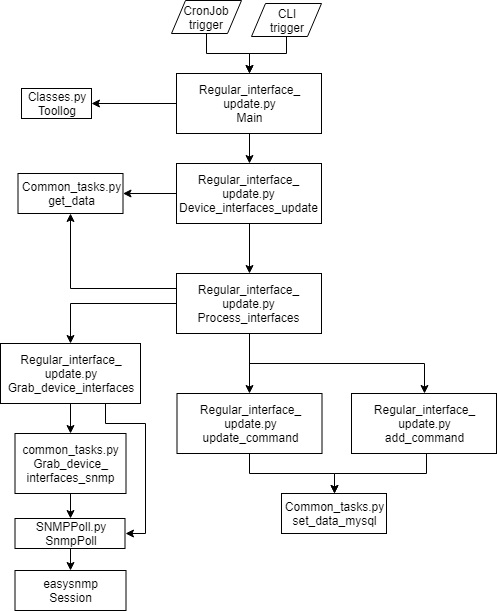 CronJob
trigger
CLI
trigger
Regular_interface_
update.py
Main
Classes.py
Toollog
Regular_interface_
update.py
Device_interfaces_update
Common_tasks.py
get_data
Regular_interface_
update.py
Process_interfaces
Regular_interface_
update.py
Grab_device_interfaces
Regular_interface_
update.py
update_command
Regular_interface_
update.py
add_command
common_tasks.py
Grab_device_
interfaces_snmp
Common_tasks.py
set_data_mysql
SNMPPoll.py
SnmpPoll
easysnmp
Session